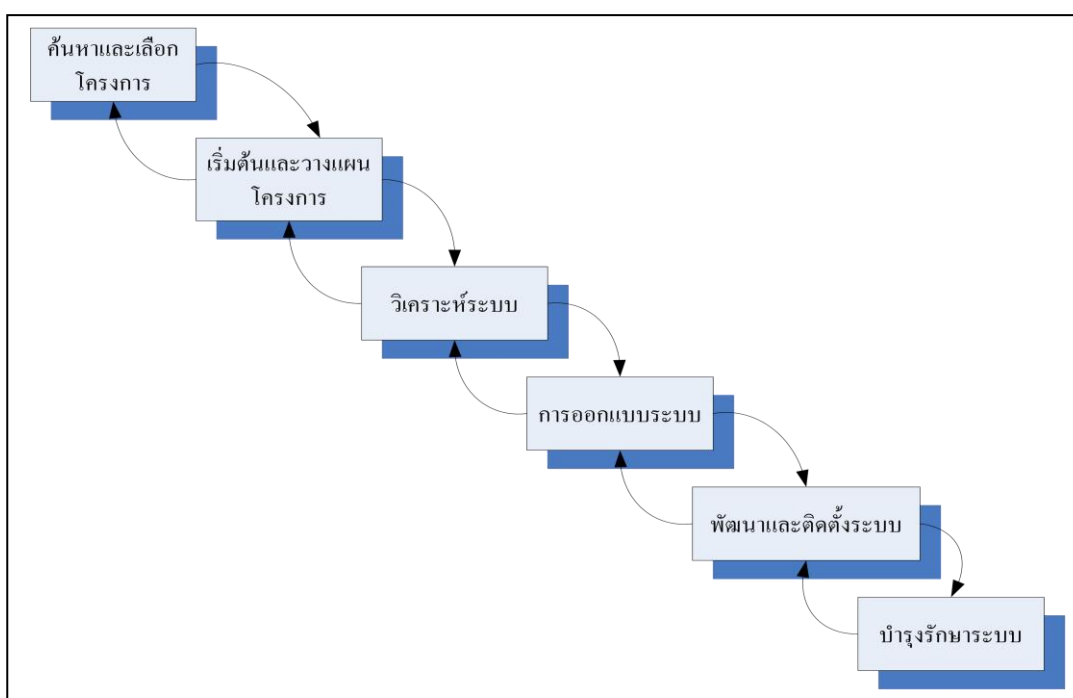 ค้นหาและเลือก
โครงการ
เริ่มต้นและวางแผน
โครงการ
วิเคราะห์ระบบ
การออกแบบระบบ
พัฒนาและติดตั้งระบบ
บำรุงรักษาระบบ